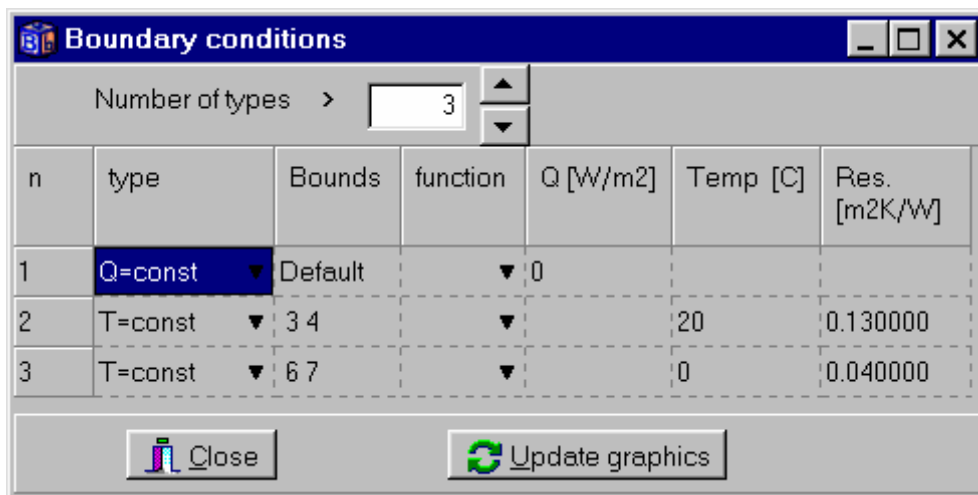 Boundary conditions
Number of types > 3
n type Bounds function Q [W/m2] Temp [C] Res. [m2K/W]
1 Q=const Default 0
2 T=const 3 4 20 0.130000
3 T=const 6 7 0 0.040000
Close Update graphics